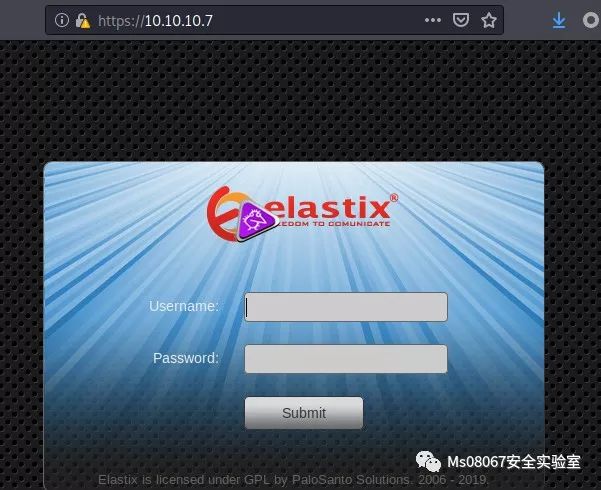 https://10.10.10.7
elastix®
EEDOM TO COMUNICATE
Username:
Password:
Submit
Ms08067安全实验室
Elastix is licensed under GPL by PaloSanto Solutions. 2006 - 2019.